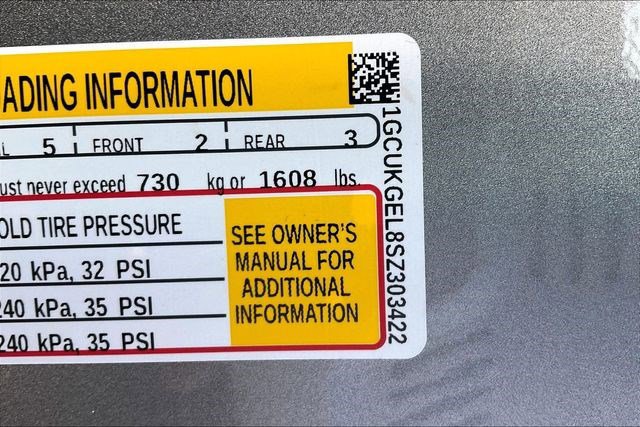 ADING INFORMATION
L 5 FRONT 2 REAR 3
ust never exceed 730 kg or 1608 lbs.
OLD TIRE PRESSURE
20 kPa, 32 PSI
240 kPa, 35 PSI
240 kPa, 35 PSI
SEE OWNER'S
MANUAL FOR
ADDITIONAL
INFORMATION
1GCUKGEL8SZ303422